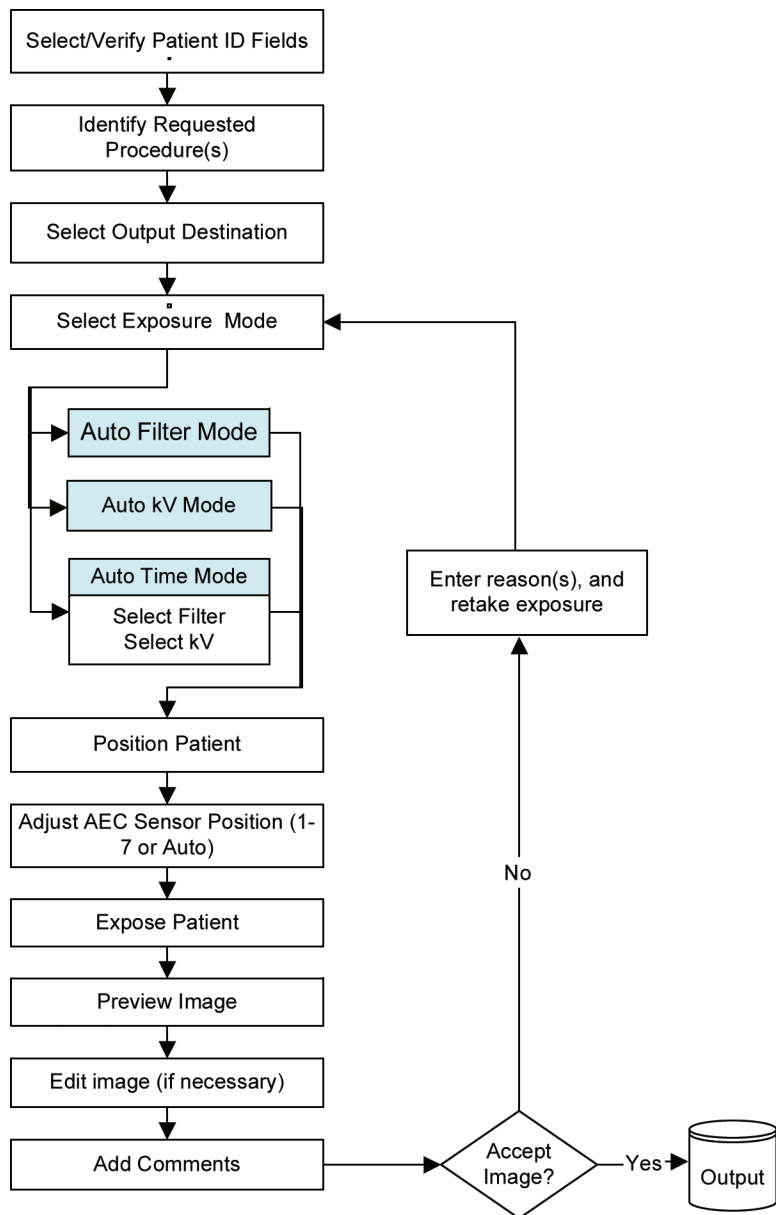 Select/Verify Patient ID Fields
Identify Requested
Procedure(s)
Select Output Destination
Select Exposure Mode
Auto Filter Mode
Auto kV Mode
Auto Time Mode
Select Filter
Select kV
Enter reason(s), and
retake exposure
Position Patient
Adjust AEC Sensor Position (1-
7 or Auto)
No
Expose Patient
Preview Image
Edit image (if necessary)
Add Comments
Accept
Image?
Yes
Output